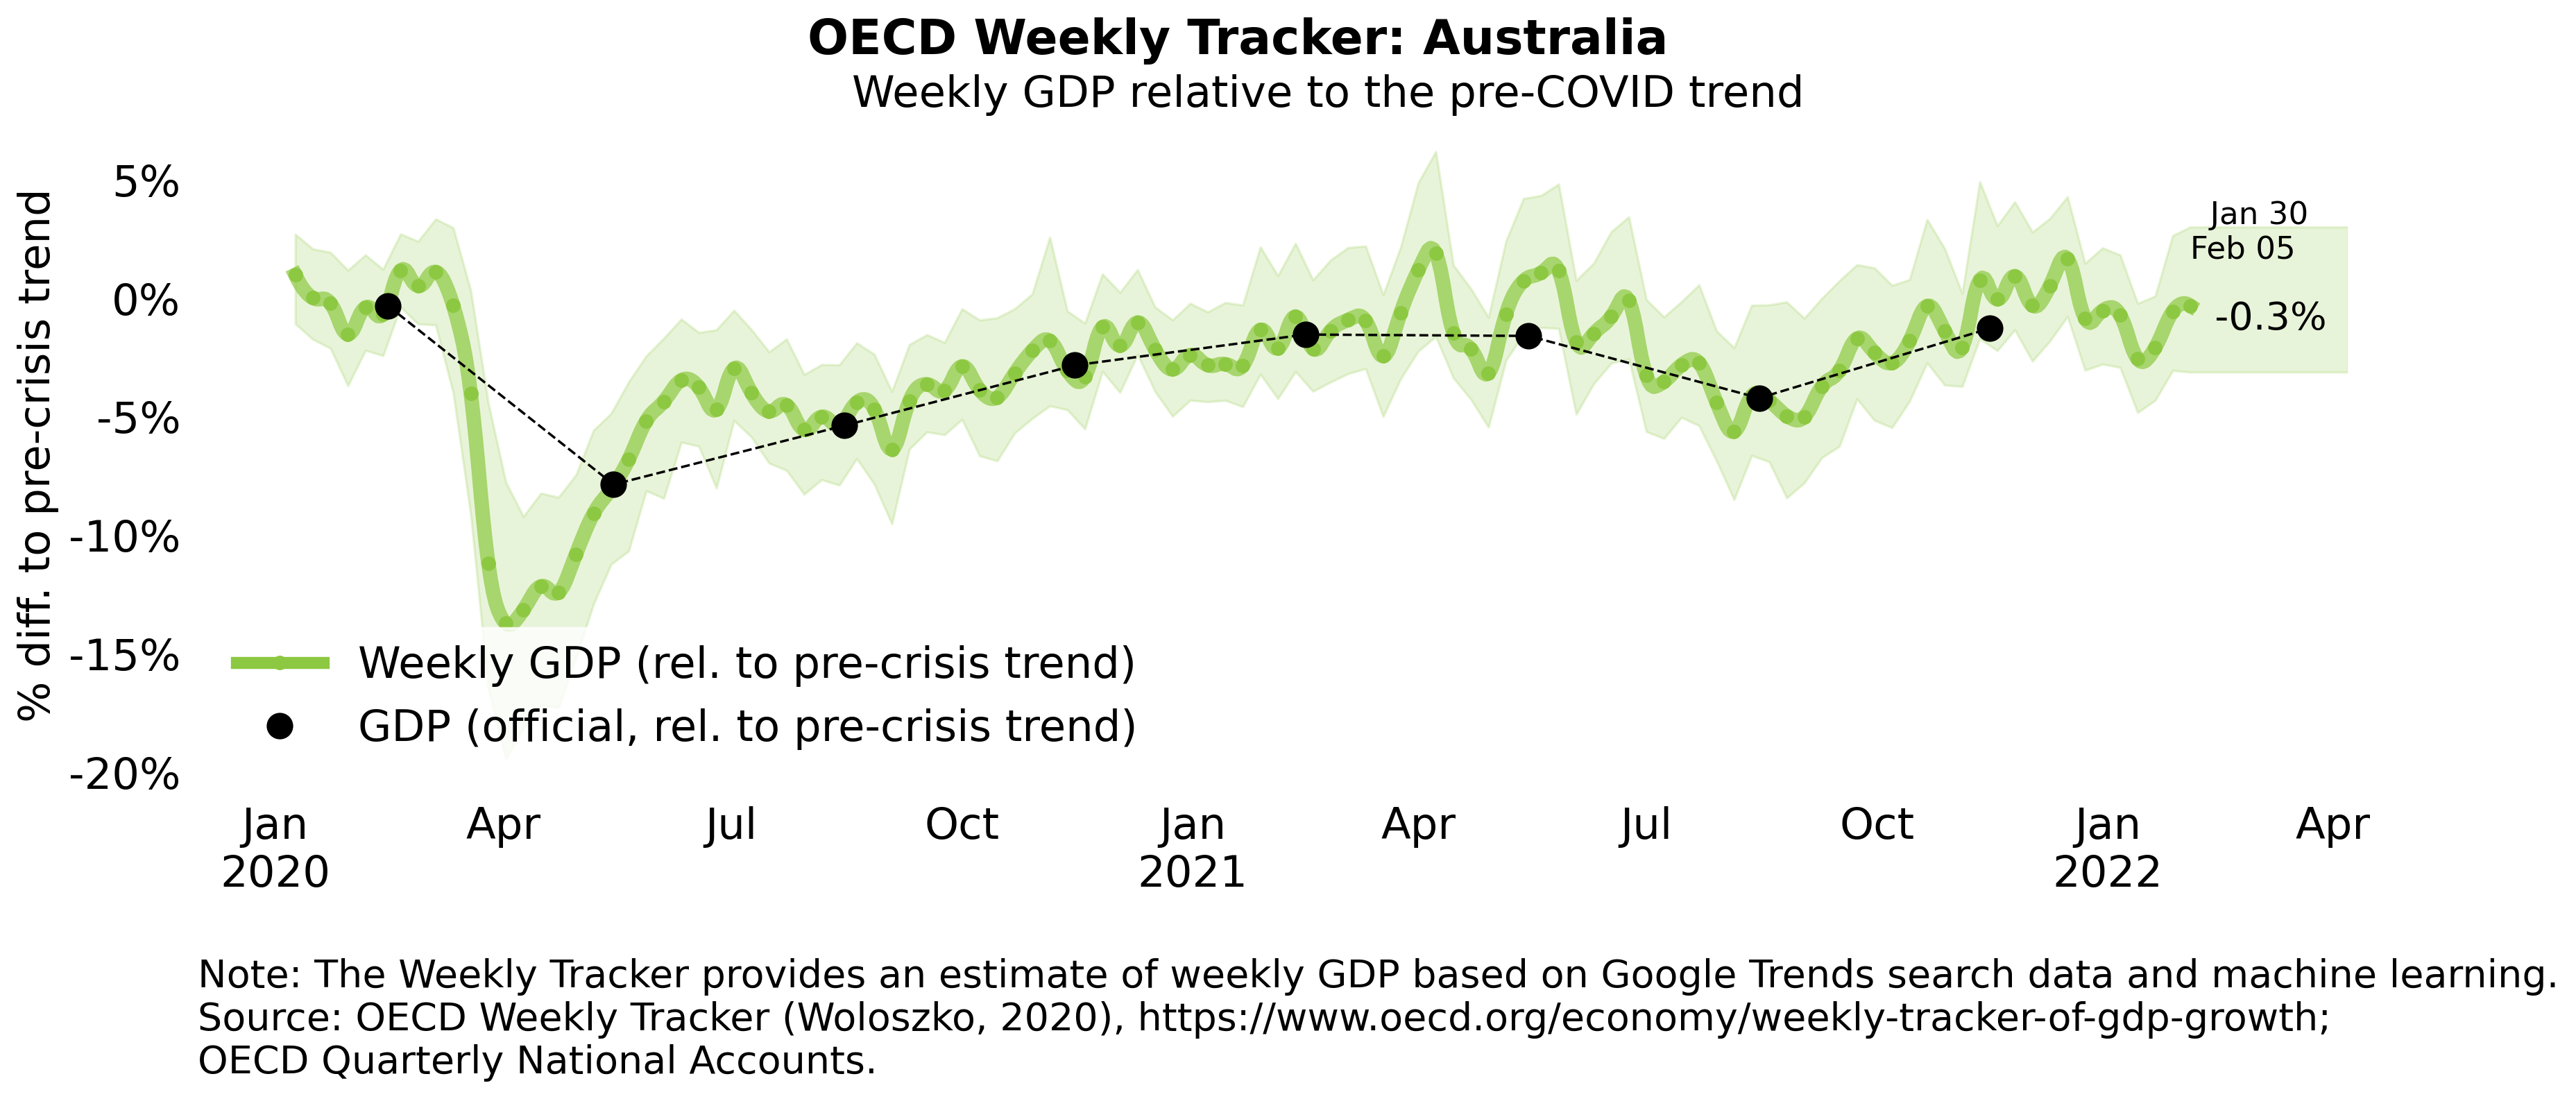 OECD Weekly Tracker: Australia
Weekly GDP relative to the pre-COVID trend
% diff. to pre-crisis trend
5%
0%
-5%
-10%
-15%
-20%
Jan 30
Feb 05
-0.3%
Weekly GDP (rel. to pre-crisis trend)
GDP (official, rel. to pre-crisis trend)
Jan Apr Jul Oct Jan Apr Jul Oct Jan Apr
2020 2021 2022
Note: The Weekly Tracker provides an estimate of weekly GDP based on Google Trends search data and machine learning.
Source: OECD Weekly Tracker (Woloszko, 2020), https://www.oecd.org/economy/weekly-tracker-of-gdp-growth;
OECD Quarterly National Accounts.